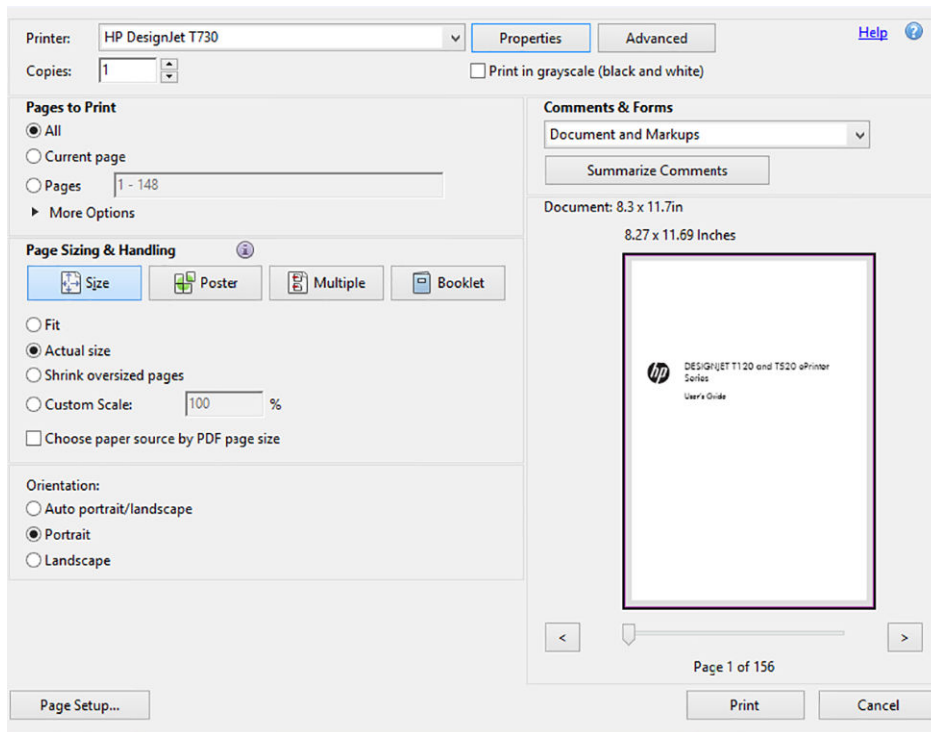 Printer: HP DesignJet T730 Properties Advanced Help ?
Copies: 1 Print in grayscale (black and white)
Pages to Print
All
Current page
Pages 1 - 148
More Options
Page Sizing & Handling i
Size Poster Multiple Booklet
Fit
Actual size
Shrink oversized pages
Custom Scale: 100 %
Choose paper source by PDF page size
Orientation:
Auto portrait/landscape
Portrait
Landscape
Comments & Forms
Document and Markups
Summarize Comments
Document: 8.3 x 11.7in
8.27 x 11.69 Inches
hp
DESIGNJET T120 and T520 ePrinter
Series
User's Guide
< >
Page 1 of 156
Page Setup... Print Cancel